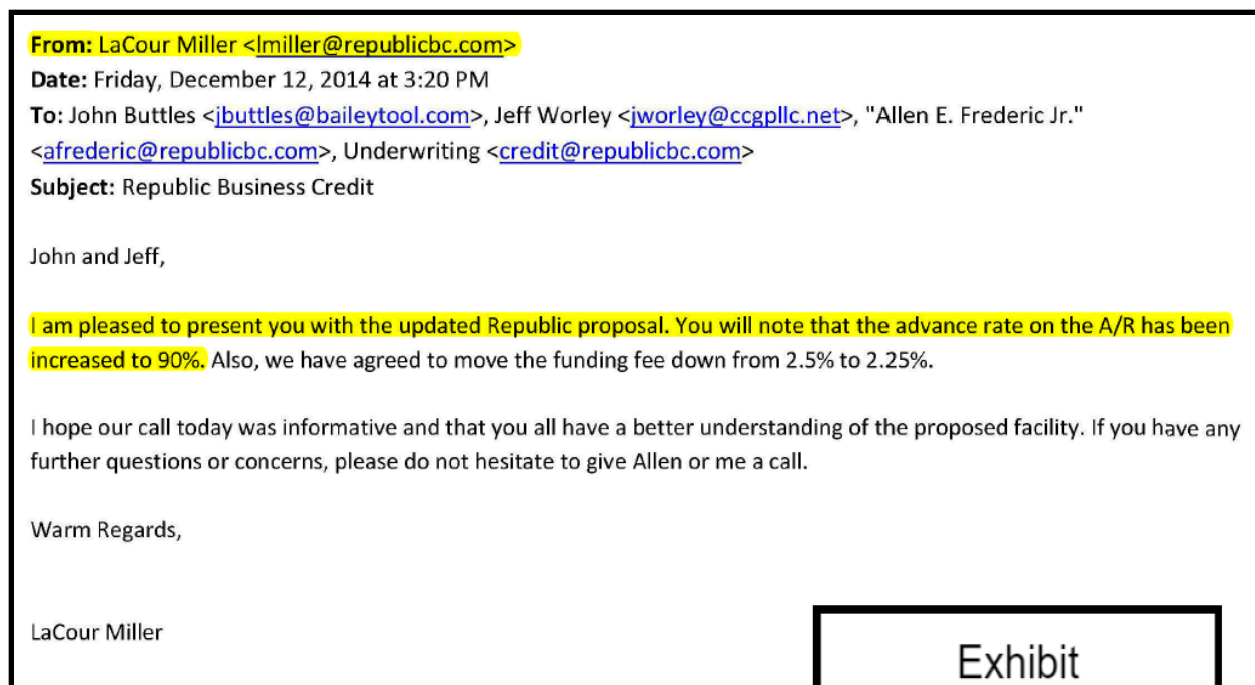 From: LaCour Miller <lmiller@republicbc.com>
Date: Friday, December 12, 2014 at 3:20 PM
To: John Buttles <jbuttles@baileytool.com>, Jeff Worley <jworley@ccgpllc.net>, "Allen E. Frederic Jr."
<afrederic@republicbc.com>, Underwriting <credit@republicbc.com>
Subject: Republic Business Credit
John and Jeff,
I am pleased to present you with the updated Republic proposal. You will note that the advance rate on the A/R has been
increased to 90%. Also, we have agreed to move the funding fee down from 2.5% to 2.25%.
I hope our call today was informative and that you all have a better understanding of the proposed facility. If you have any
further questions or concerns, please do not hesitate to give Allen or me a call.
Warm Regards,
LaCour Miller
Exhibit